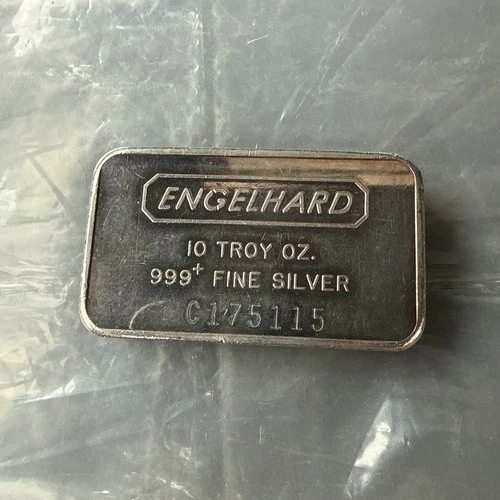 ENGELHARD
10 TROY OZ.
999+ FINE SILVER
C175115